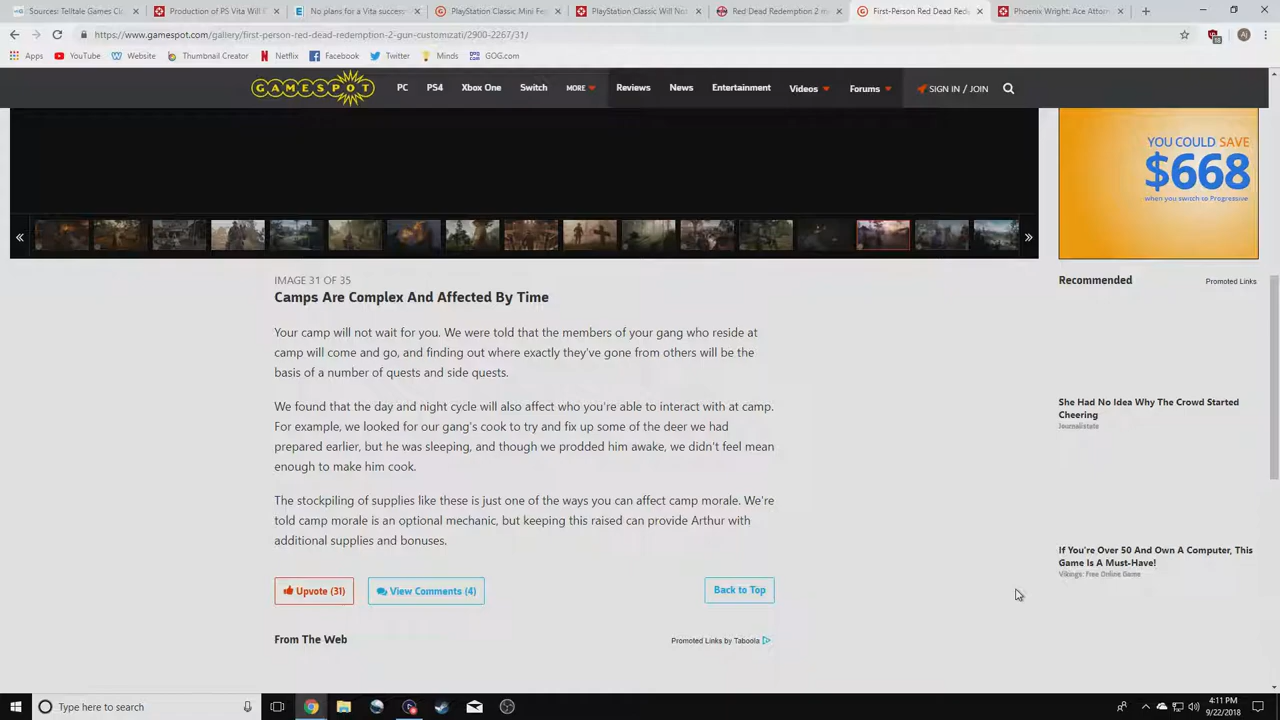 Sources: Telltale Games Cl
Production of PS Vita Will E
No plans for a Vita success
PlayStation Classic Mini Fe
PlayStation Classic Will Not
Red Dead Redemption 2 m
First-Person Red Dead Rede
Phoenix Wright: Ace Attor
https://www.gamespot.com/gallery/first-person-red-dead-redemption-2-gun-customzati/2900-2267/31/
Apps YouTube Website Thumbnail Creator Netflix Facebook Twitter Minds GOG.com
GAMESPOT PC PS4 Xbox One Switch MORE Reviews News Entertainment Videos Forums SIGN IN / JOIN
YOU COULD SAVE
$668
when you switch to Progressive
IMAGE 31 OF 35
Camps Are Complex And Affected By Time
Your camp will not wait for you. We were told that the members of your gang who reside at
camp will come and go, and finding out where exactly they've gone from others will be the
basis of a number of quests and side quests.
We found that the day and night cycle will also affect who you're able to interact with at camp.
For example, we looked for our gang's cook to try and fix up some of the deer we had
prepared earlier, but he was sleeping, and though we prodded him awake, we didn't feel mean
enough to make him cook.
The stockpiling of supplies like these is just one of the ways you can affect camp morale. We're
told camp morale is an optional mechanic, but keeping this raised can provide Arthur with
additional supplies and bonuses.
Upvote (31) View Comments (4) Back to Top
From The Web Promoted Links by Taboola
Recommended Promoted Links
She Had No Idea Why The Crowd Started
Cheering
Journalistate
If You're Over 50 And Own A Computer, This
Game Is A Must-Have!
Vikings: Free Online Game
Type here to search
4:11 PM
9/22/2018